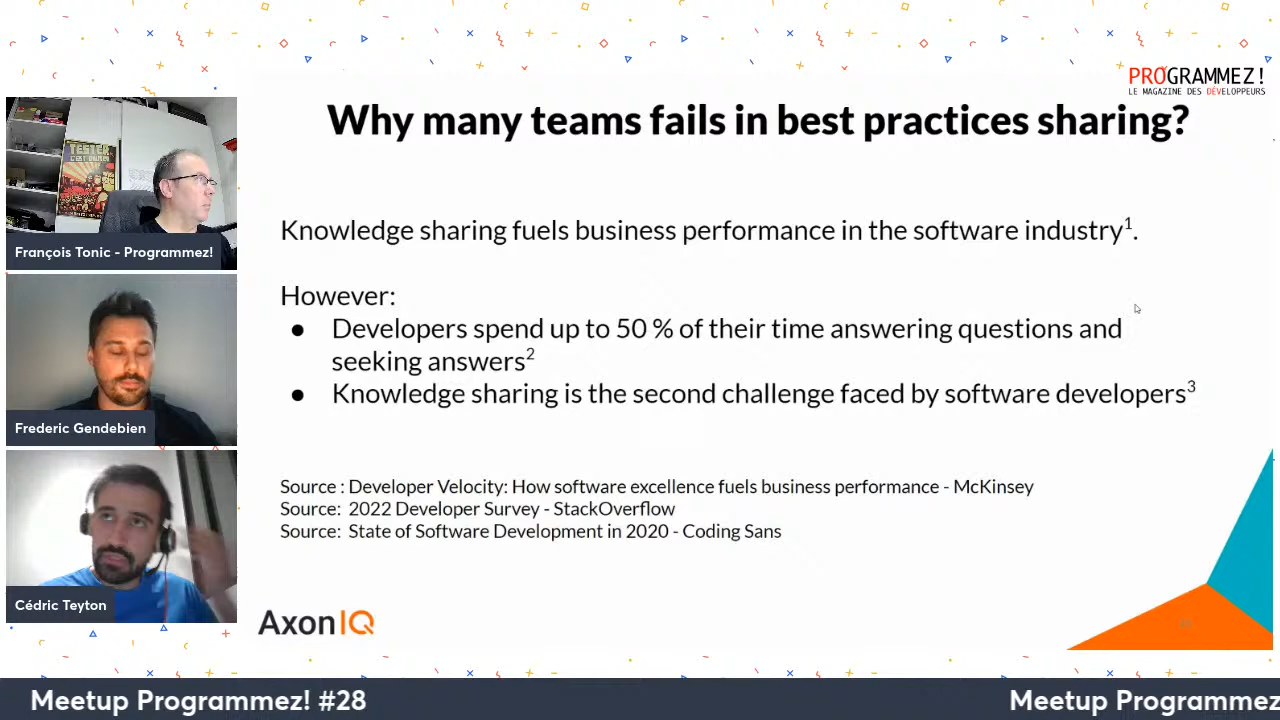 PROGRAMMEZ!
LE MAGAZINE DES DÉVELOPPEURS
Why many teams fails in best practices sharing?
TESTER
C'EST DOUTER
François Tonic - Programmez!
Knowledge sharing fuels business performance in the software industry¹.
However:
● Developers spend up to 50 % of their time answering questions and
seeking answers²
● Knowledge sharing is the second challenge faced by software developers³
Frederic Gendebien
Source : Developer Velocity: How software excellence fuels business performance - McKinsey
Source: 2022 Developer Survey - StackOverflow
Source: State of Software Development in 2020 - Coding Sans
Cédric Teyton
AxonIQ
Meetup Programmez! #28
Meetup Programmez